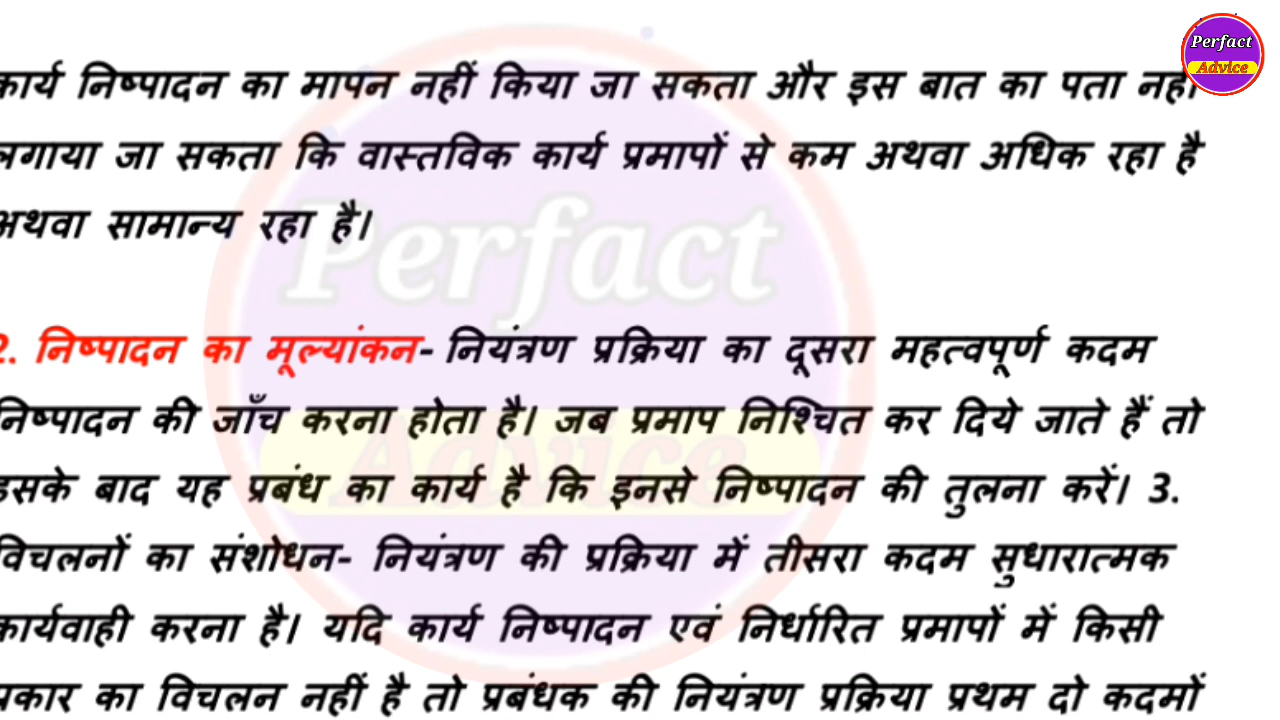 Perfact
Advice
कार्य निष्पादन का मापन नहीं किया जा सकता और इस बात का पता नहीं
लगाया जा सकता कि वास्तविक कार्य प्रमापों से कम अथवा अधिक रहा है
अथवा सामान्य रहा है।
Perfact
2. निष्पादन का मूल्यांकन- नियंत्रण प्रक्रिया का दूसरा महत्वपूर्ण कदम
निष्पादन की जाँच करना होता है। जब प्रमाप निश्चित कर दिये जाते हैं तो
Advice
इसके बाद यह प्रबंध का कार्य है कि इनसे निष्पादन की तुलना करें। 3.
विचलनों का संशोधन- नियंत्रण की प्रक्रिया में तीसरा कदम सुधारात्मक
कार्यवाही करना है। यदि कार्य निष्पादन एवं निर्धारित प्रमापों में किसी
प्रकार का विचलन नहीं है तो प्रबंधक की नियंत्रण प्रक्रिया प्रथम दो कदमों